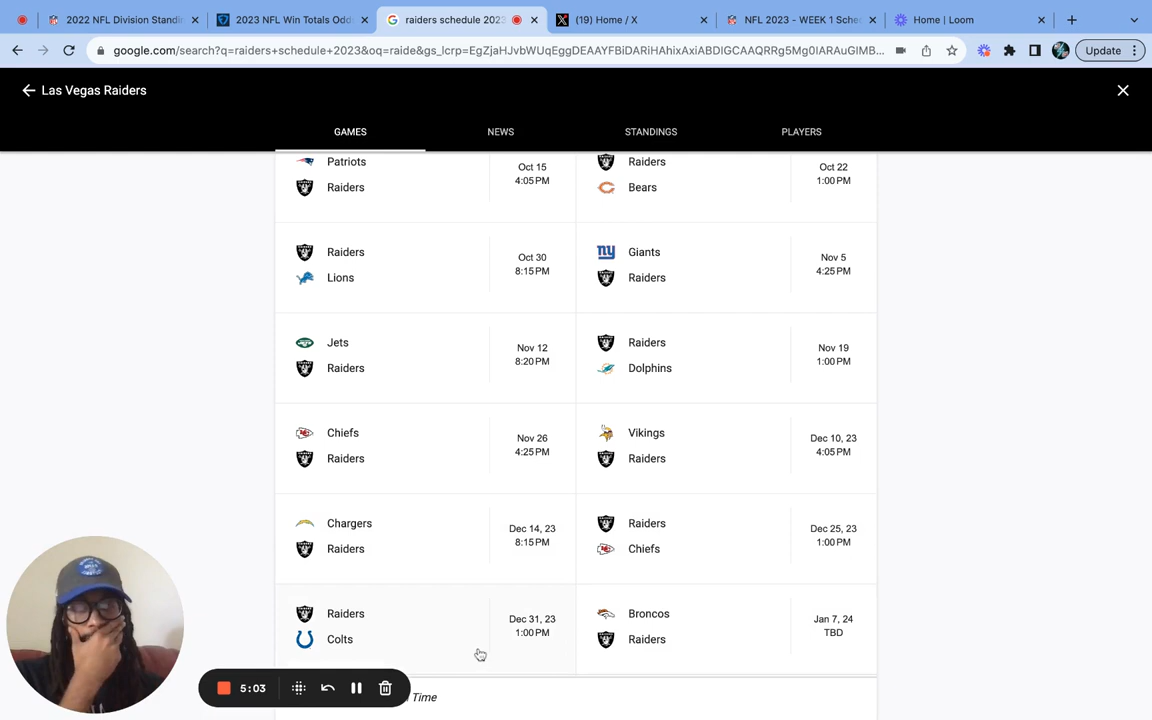 2022 NFL Division Standi
2023 NFL Win Totals Odd
raiders schedule 202
(19) Home / X
NFL 2023 - WEEK 1 Sche
Home | Loom
google.com/search?q=raiders+schedule+2023&oq=raide&gs_lcrp=EgZjaHJvbWUqEggDEAAYFBiDARiHAhixAxiABDIGCAAQRRg5Mg0IARAuGIMB...
Update
Las Vegas Raiders
GAMES
NEWS
STANDINGS
PLAYERS
Patriots
Raiders
Oct 15
4:05 PM
Raiders
Bears
Oct 22
1:00 PM
Raiders
Lions
Oct 30
8:15 PM
Giants
Raiders
Nov 5
4:25 PM
Jets
Raiders
Nov 12
8:20 PM
Raiders
Dolphins
Nov 19
1:00 PM
Chiefs
Raiders
Nov 26
4:25 PM
Vikings
Raiders
Dec 10, 23
4:05 PM
Chargers
Raiders
Dec 14, 23
8:15 PM
Raiders
Chiefs
Dec 25, 23
1:00 PM
Raiders
Colts
Dec 31, 23
1:00 PM
Broncos
Raiders
Jan 7, 24
TBD
5:03
Time